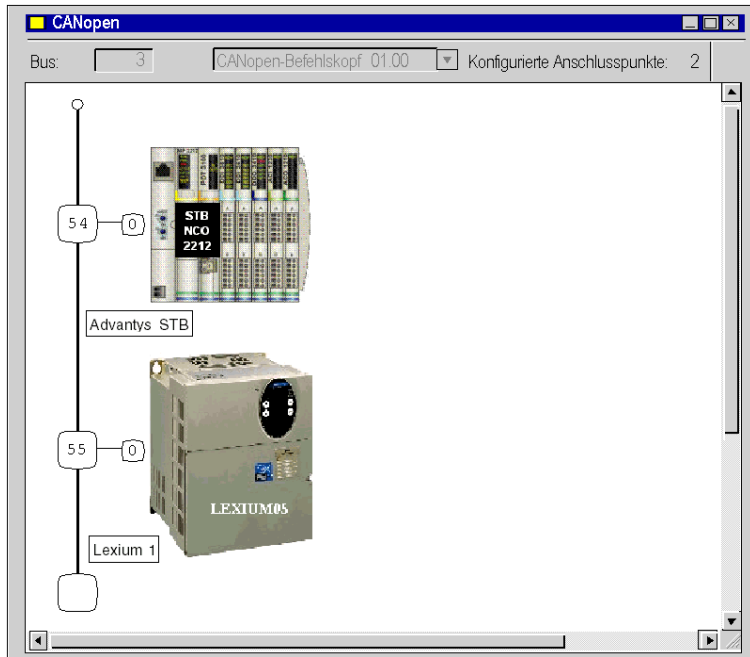 CANopen
Bus: 3 CANopen-Befehlskopf 01.00 Konfigurierte Anschlusspunkte: 2
54 0
STB
NCO
2212
Advantys STB
55 0
LEXIUM05
Lexium 1